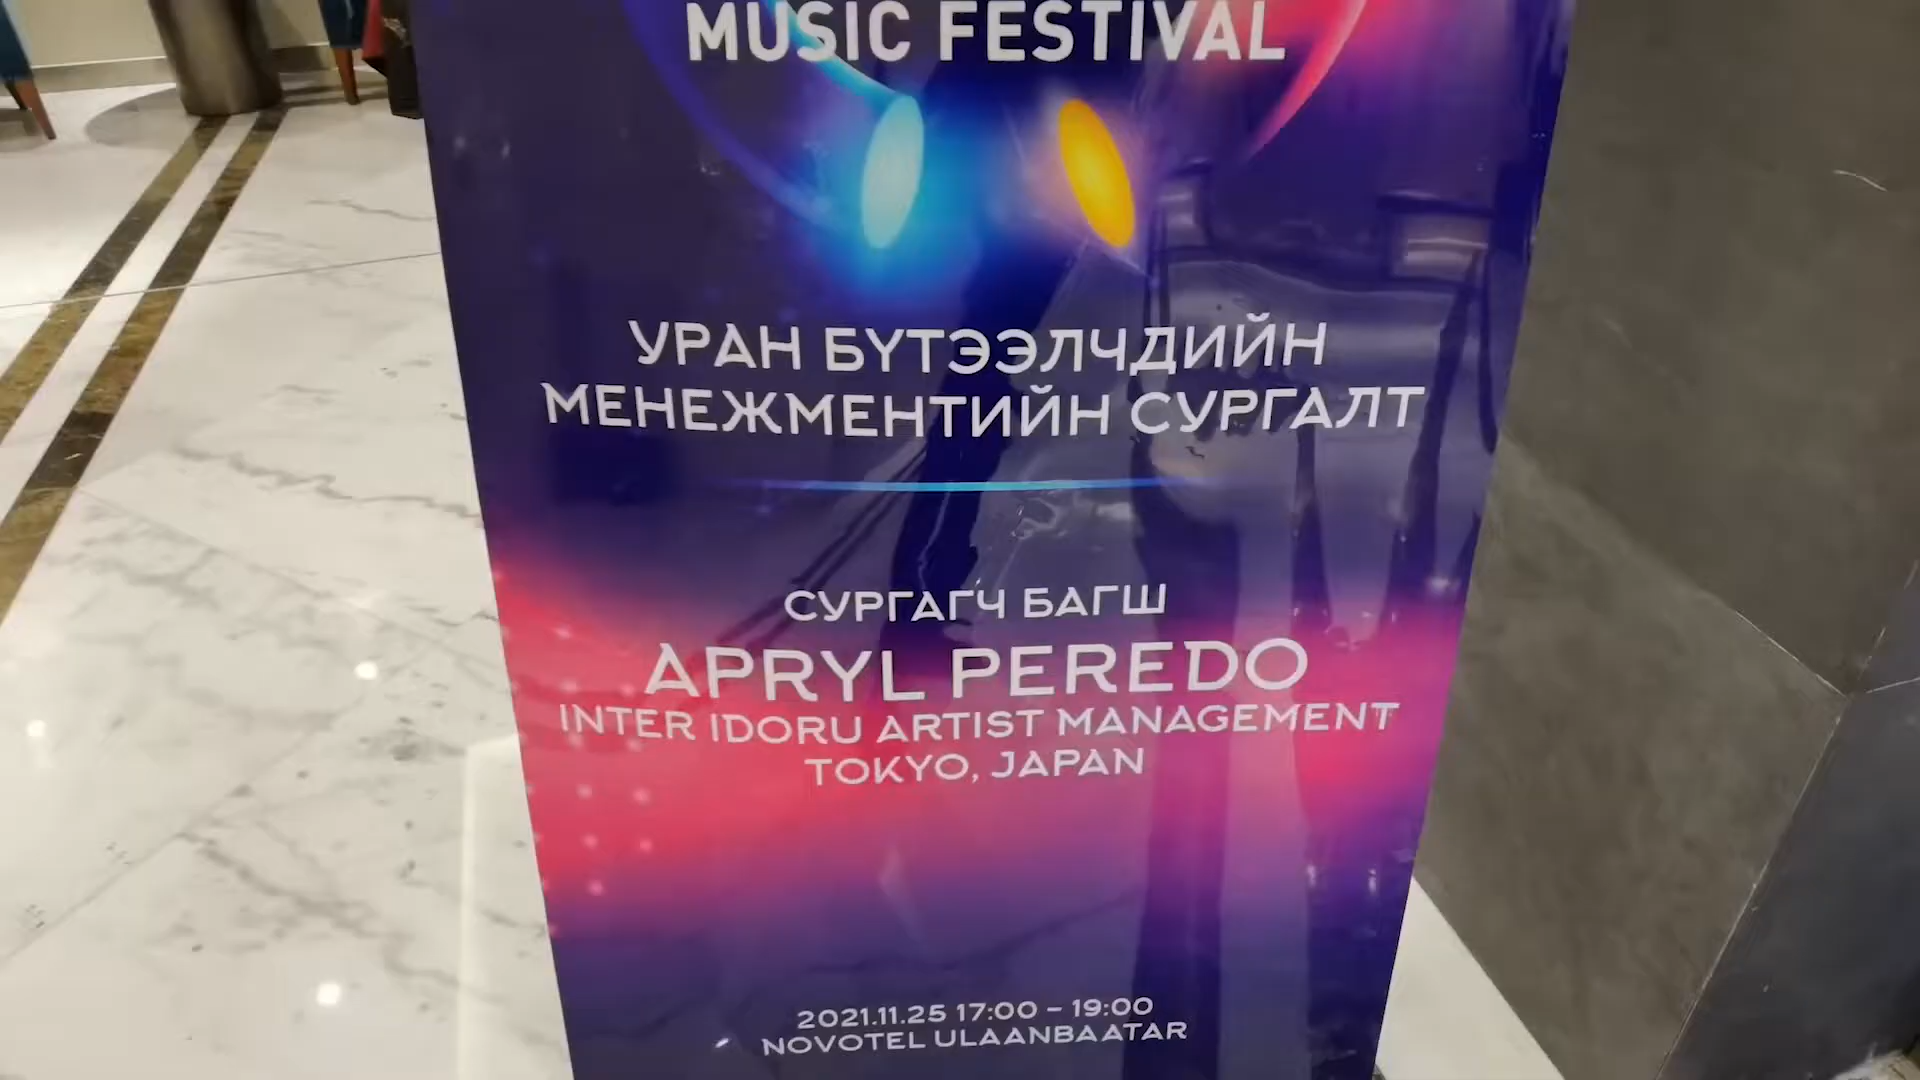 MUSIC FESTIVAL
УРАН БҮТЭЭЛЧДИЙН
МЕНЕЖМЕНТИЙН СУРГАЛТ
СУРГАГЧ БАГШ
APRYL PEREDO
INTER IDORU ARTIST MANAGEMENT
TOKYO, JAPAN
2021.11.25 17:00 – 19:00
NOVOTEL ULAANBAATAR